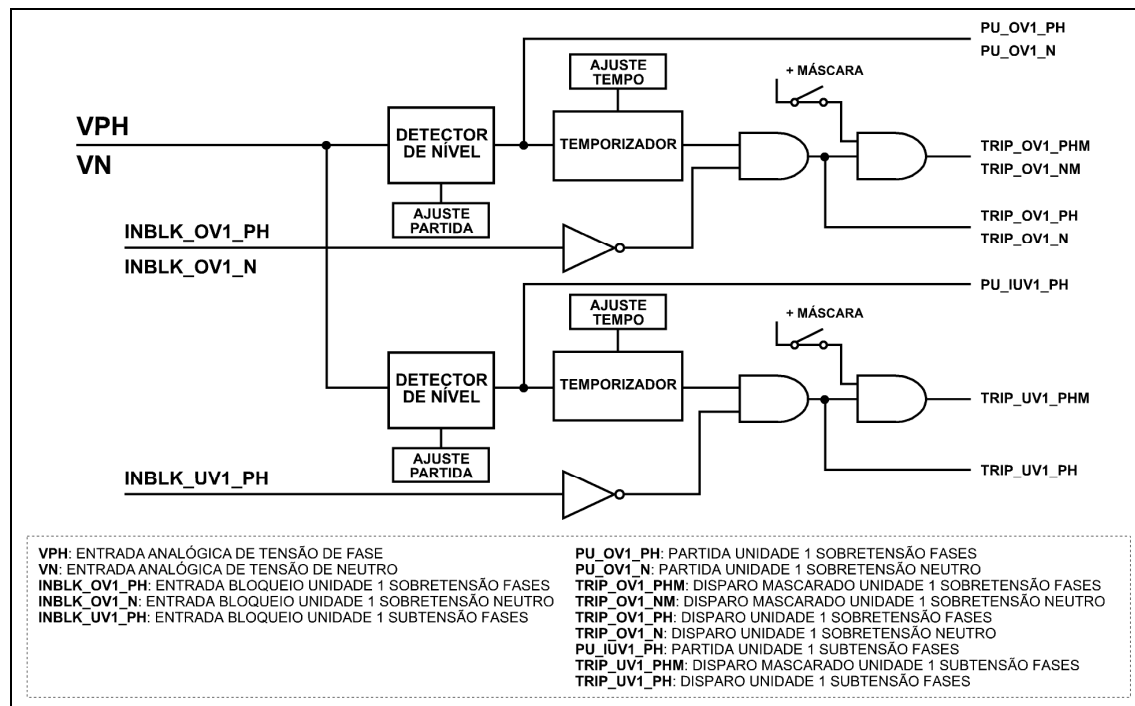 PU_OV1_PH
PU_OV1_N
AJUSTE
TEMPO
+ MÁSCARA
VPH
VN
DETECTOR
DE NÍVEL
TEMPORIZADOR
TRIP_OV1_PHM
TRIP_OV1_NM
AJUSTE
PARTIDA
TRIP_OV1_PH
TRIP_OV1_N
INBLK_OV1_PH
INBLK_OV1_N
PU_IUV1_PH
AJUSTE
TEMPO
+ MÁSCARA
DETECTOR
DE NÍVEL
TEMPORIZADOR
TRIP_UV1_PHM
AJUSTE
PARTIDA
INBLK_UV1_PH
TRIP_UV1_PH
VPH: ENTRADA ANALÓGICA DE TENSÃO DE FASE
VN: ENTRADA ANALÓGICA DE TENSÃO DE NEUTRO
INBLK_OV1_PH: ENTRADA BLOQUEIO UNIDADE 1 SOBRETENSÃO FASES
INBLK_OV1_N: ENTRADA BLOQUEIO UNIDADE 1 SOBRETENSÃO NEUTRO
INBLK_UV1_PH: ENTRADA BLOQUEIO UNIDADE 1 SUBTENSÃO FASES
PU_OV1_PH: PARTIDA UNIDADE 1 SOBRETENSÃO FASES
PU_OV1_N: PARTIDA UNIDADE 1 SOBRETENSÃO NEUTRO
TRIP_OV1_PHM: DISPARO MASCARADO UNIDADE 1 SOBRETENSÃO FASES
TRIP_OV1_NM: DISPARO MASCARADO UNIDADE 1 SOBRETENSÃO NEUTRO
TRIP_OV1_PH: DISPARO UNIDADE 1 SOBRETENSÃO FASES
TRIP_OV1_N: DISPARO UNIDADE 1 SOBRETENSÃO NEUTRO
PU_IUV1_PH: PARTIDA UNIDADE 1 SUBTENSÃO FASES
TRIP_UV1_PHM: DISPARO MASCARADO UNIDADE 1 SUBTENSÃO FASES
TRIP_UV1_PH: DISPARO UNIDADE 1 SUBTENSÃO FASES